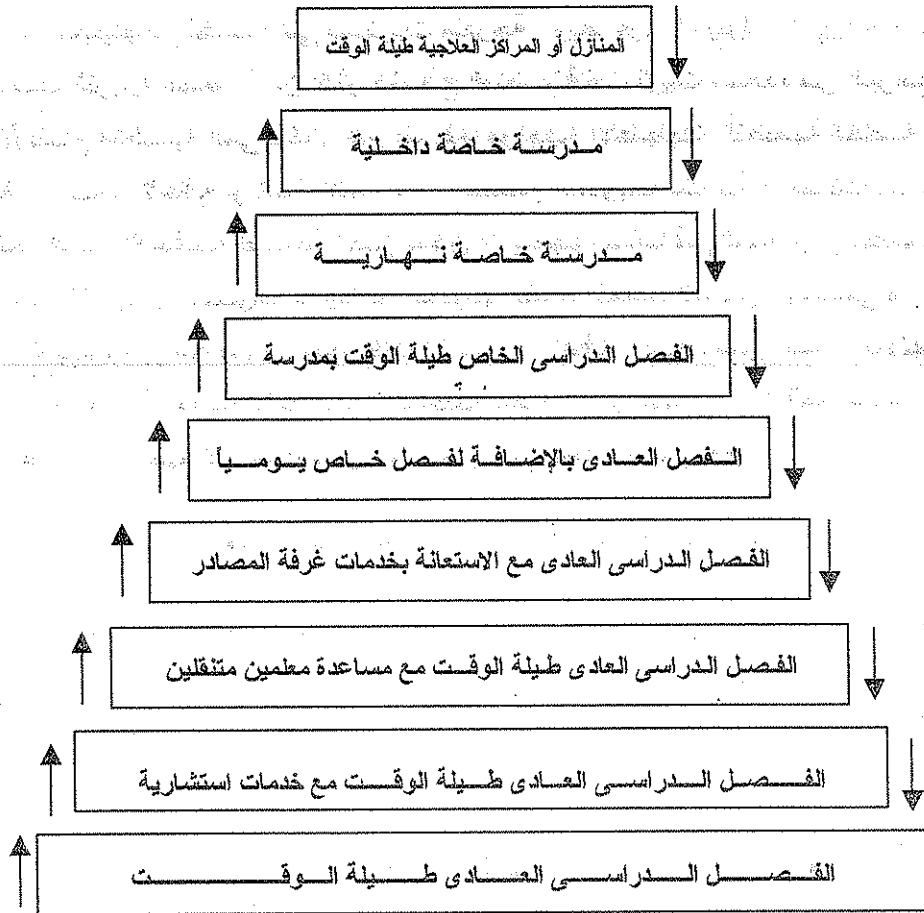 المنازل أو المراكز العلاجية طيلة الوقت
مدرسة خاصة داخلية
مدرسة خاصة نهارية
الفصل الدراسى الخاص طيلة الوقت بمدرسة
الفصل العادى بالإضافة لفصل خاص يومياً
الفصل الدراسى العادى مع الاستعانة بخدمات غرفة المصادر
الفصل الدراسى العادى طيلة الوقت مع مساعدة معلمين متنقلين
الفصل الدراسى العادى طيلة الوقت مع خدمات استشارية
الفصل الدراسى العادى طيلة الوقت